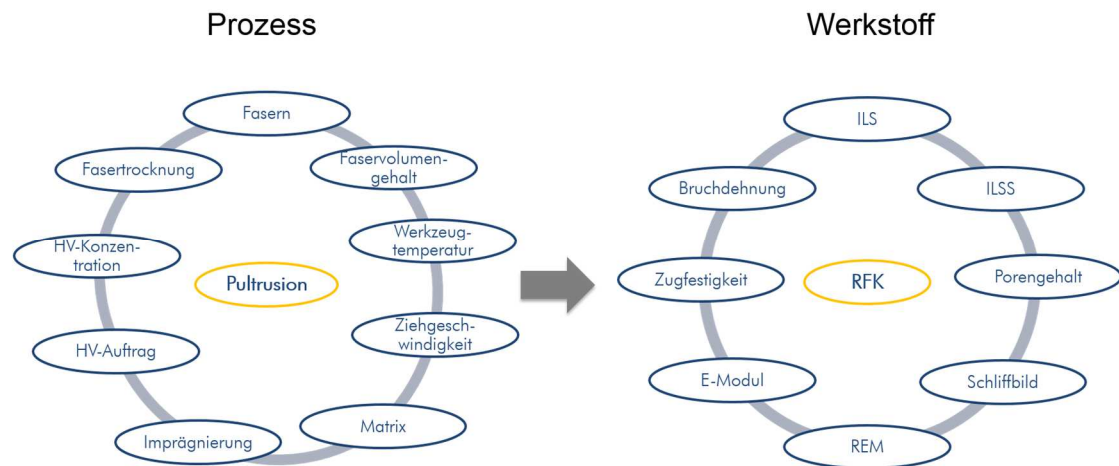 Prozess
Werkstoff
Fasern
Faservolumen-
gehalt
Werkzeug-
temperatur
Ziehgesch-
windigkeit
Matrix
Imprägnierung
HV-Auftrag
HV-Konzen-
tration
Fasertrocknung
Pultrusion
ILS
ILSS
Porengehalt
Schliffbild
REM
E-Modul
Zugfestigkeit
Bruchdehnung
RFK